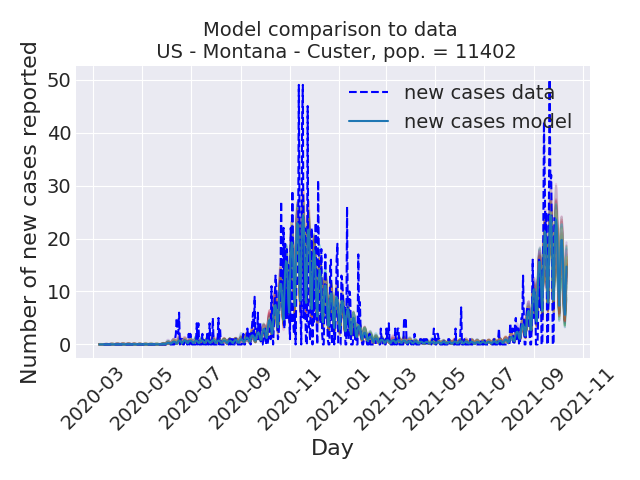 Model comparison to data
US - Montana - Custer, pop. = 11402
Number of new cases reported
50
40
30
20
10
0
new cases data
new cases model
2020-03
2020-05
2020-07
2020-09
2020-11
2021-01
2021-03
2021-05
2021-07
2021-09
2021-11
Day